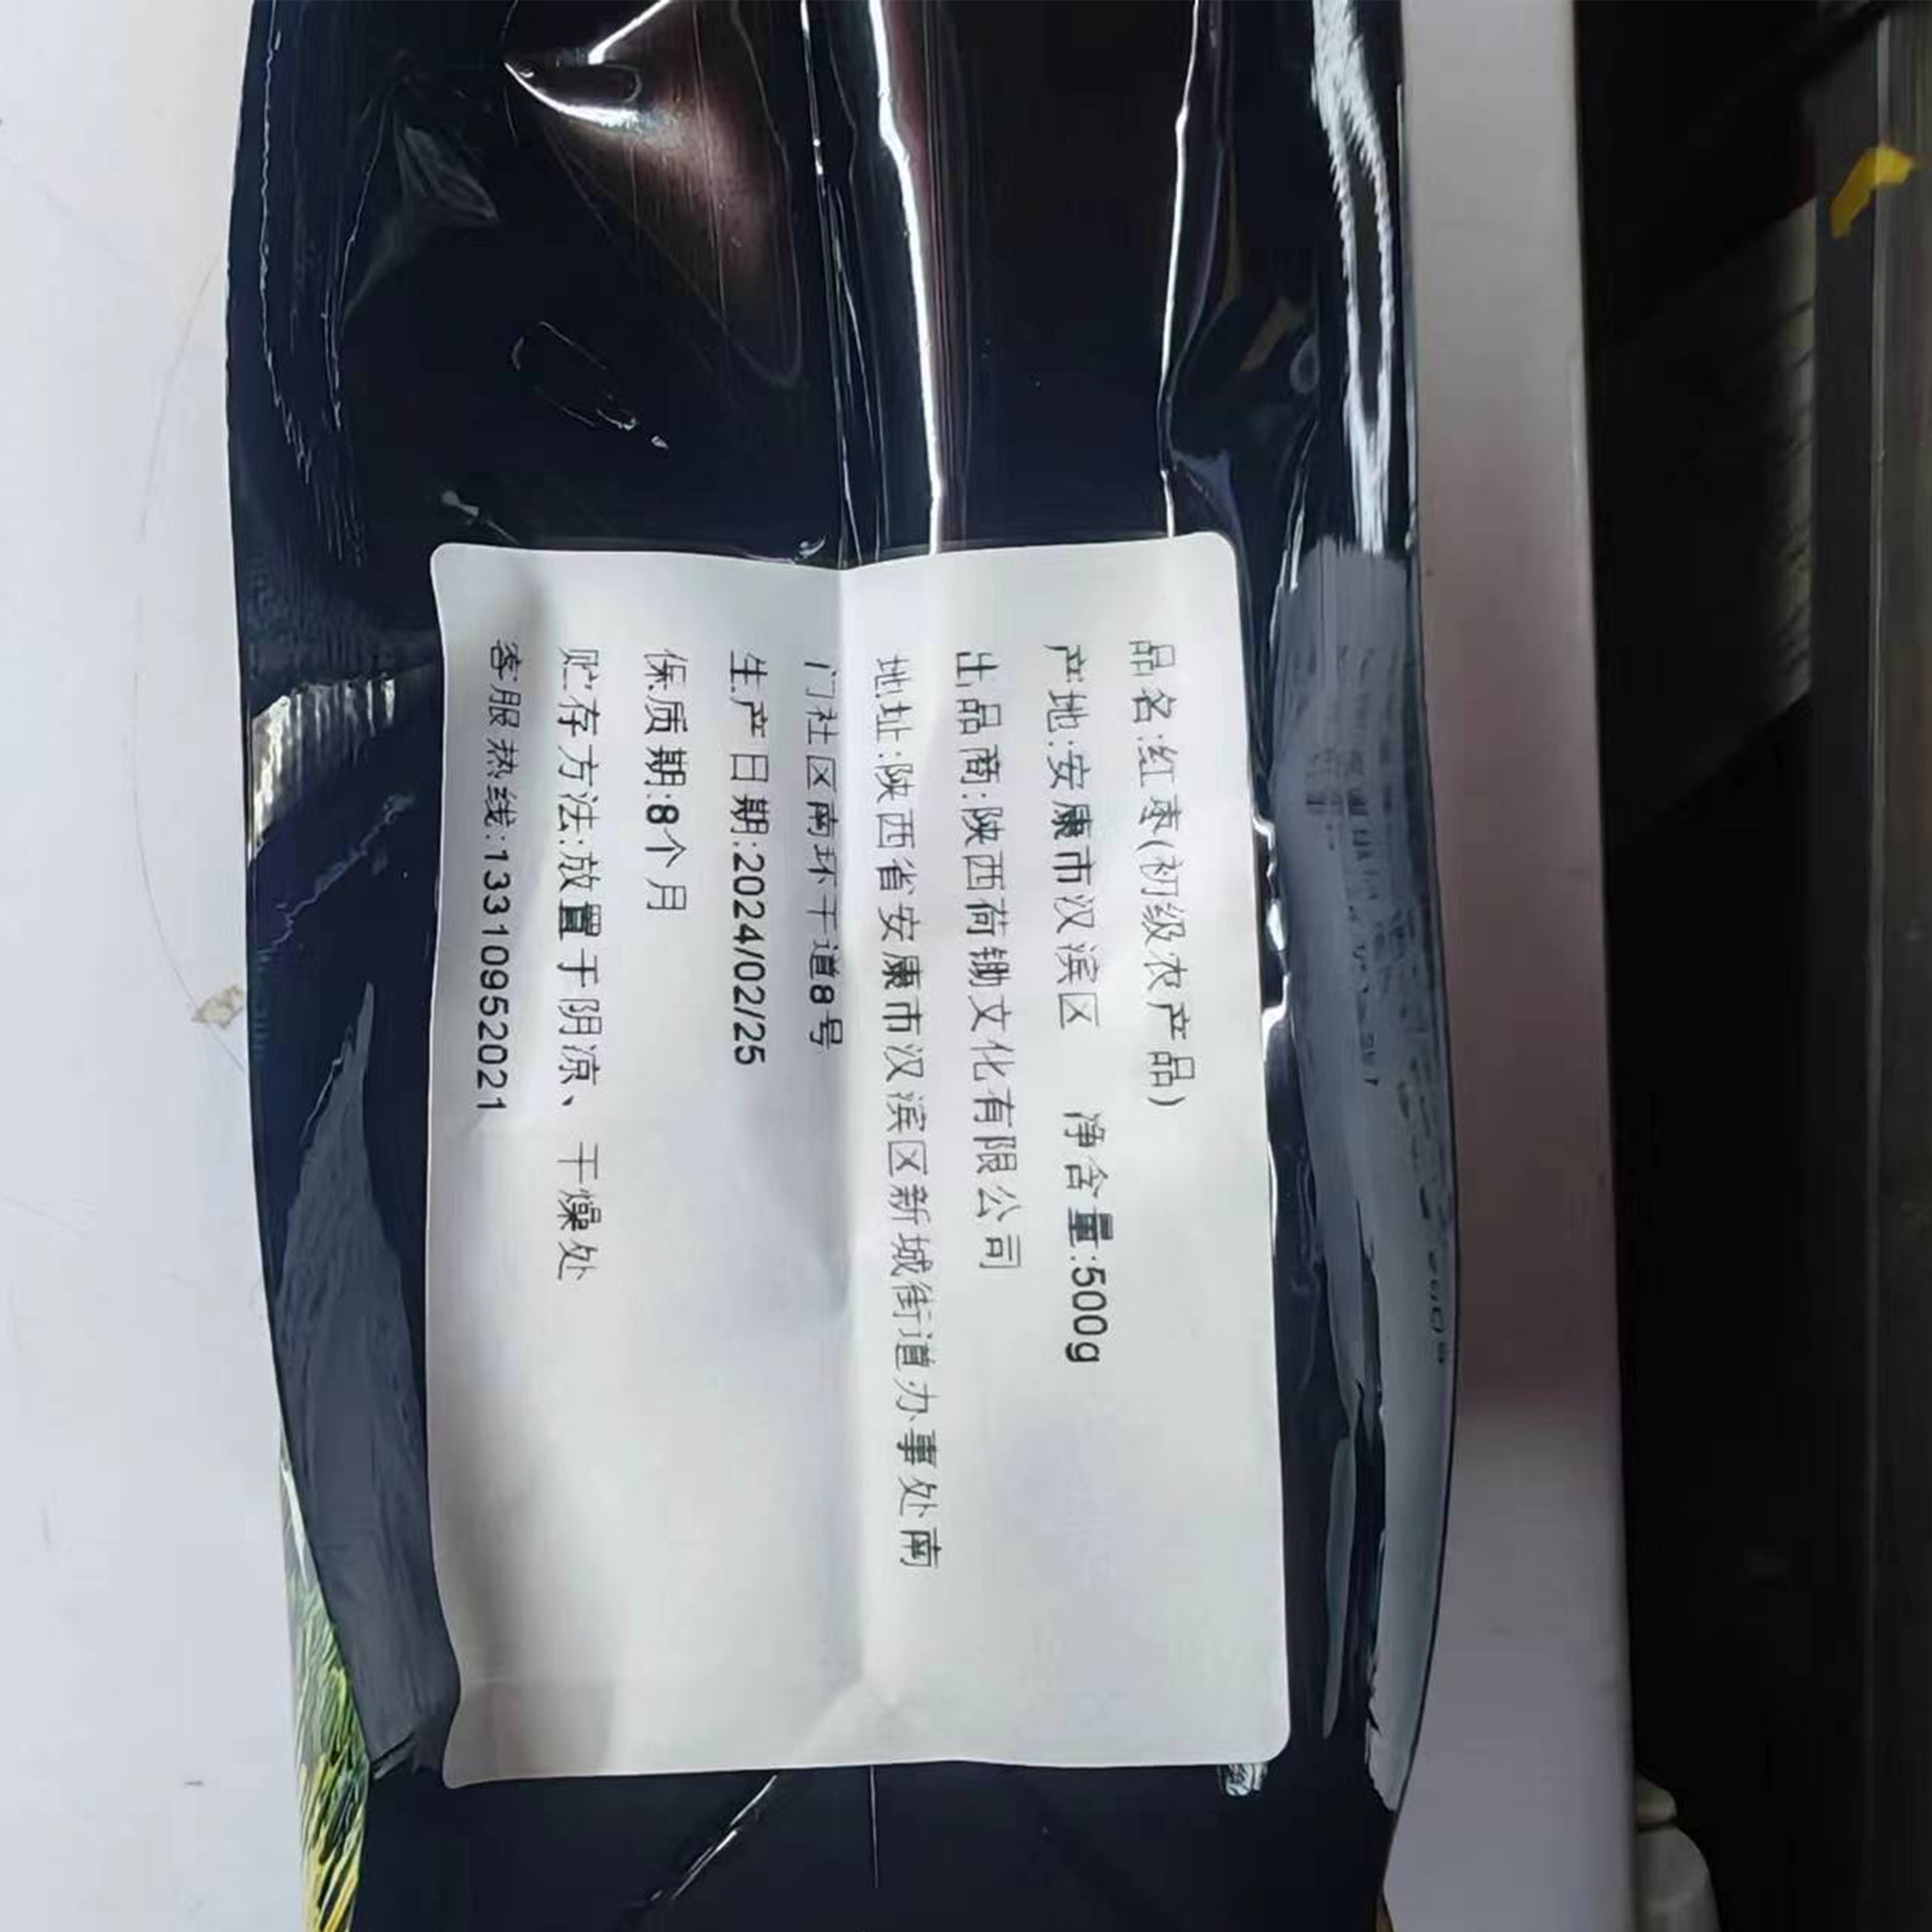 品名:红枣(初级农产品)
产地:安康市汉滨区 净含量:500g
出品商:陕西荷锄文化有限公司
地址:陕西省安康市汉滨区新城街道办事处南
门社区南环干道8号
生产日期:2024/02/25
保质期:8个月
贮存方法:放置于阴凉、干燥处
客服热线:13310952021